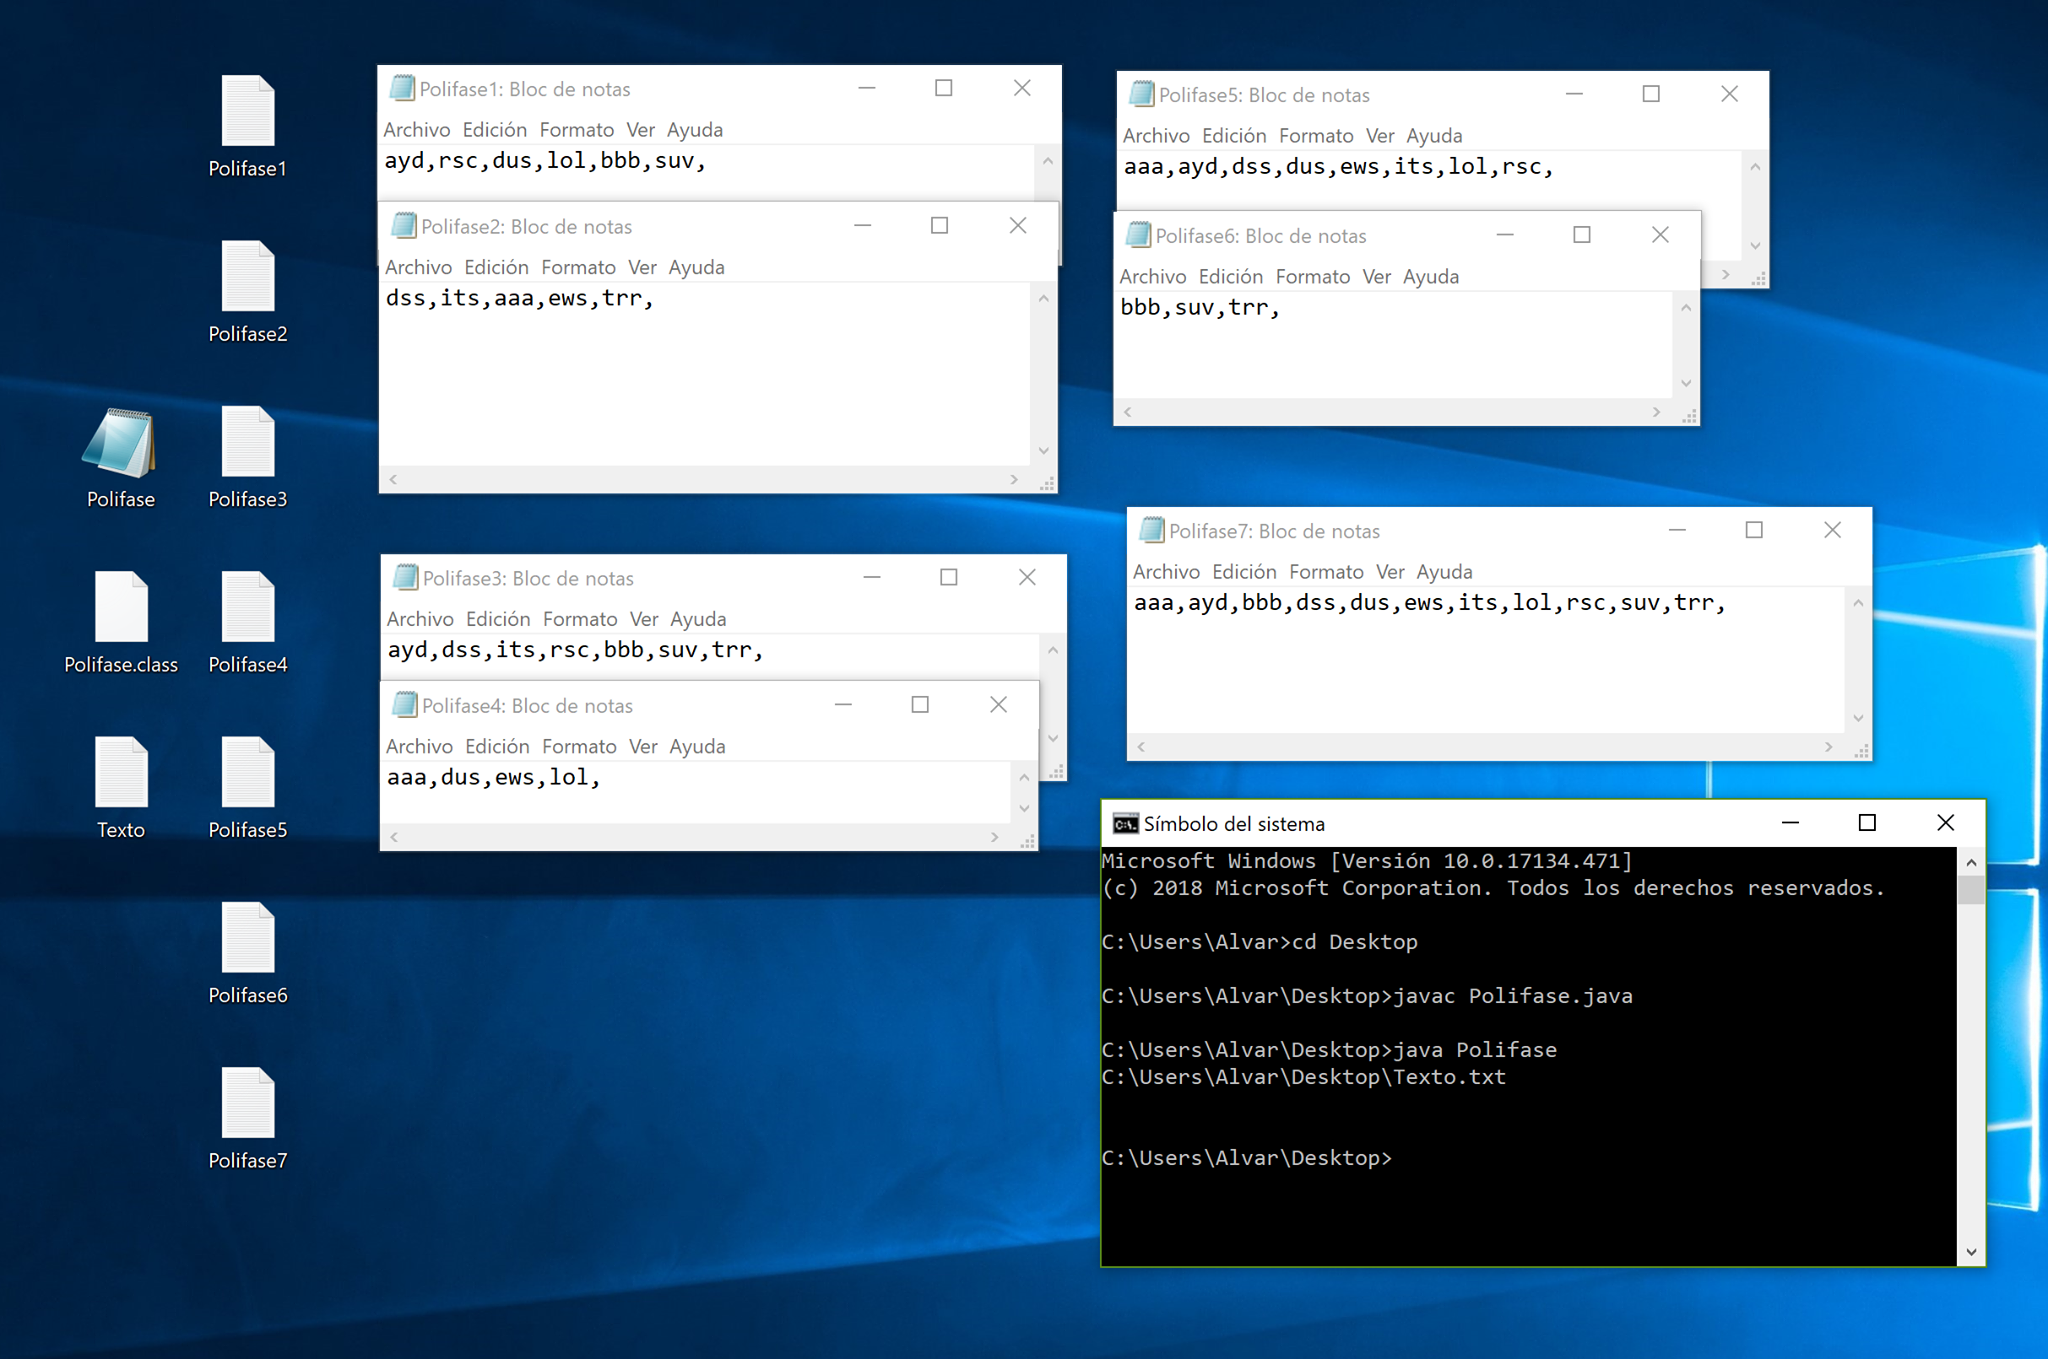 Polifase1
Polifase2
Polifase
Polifase3
Polifase.class
Polifase4
Texto
Polifase5
Polifase6
Polifase7
Polifase1: Bloc de notas
Archivo Edición Formato Ver Ayuda
ayd,rsc,dus,lol,bbb,suv,
Polifase2: Bloc de notas
Archivo Edición Formato Ver Ayuda
dss,its,aaa,ews,trr,
Polifase3: Bloc de notas
Archivo Edición Formato Ver Ayuda
ayd,dss,its,rsc,bbb,suv,trr,
Polifase4: Bloc de notas
Archivo Edición Formato Ver Ayuda
aaa,dus,ews,lol,
Polifase5: Bloc de notas
Archivo Edición Formato Ver Ayuda
aaa,ayd,dss,dus,ews,its,lol,rsc,
Polifase6: Bloc de notas
Archivo Edición Formato Ver Ayuda
bbb,suv,trr,
Polifase7: Bloc de notas
Archivo Edición Formato Ver Ayuda
aaa,ayd,bbb,dss,dus,ews,its,lol,rsc,suv,trr,
C:\. Símbolo del sistema
Microsoft Windows [Versión 10.0.17134.471]
(c) 2018 Microsoft Corporation. Todos los derechos reservados.
C:\Users\Alvar>cd Desktop
C:\Users\Alvar\Desktop>javac Polifase.java
C:\Users\Alvar\Desktop>java Polifase
C:\Users\Alvar\Desktop\Texto.txt
C:\Users\Alvar\Desktop>